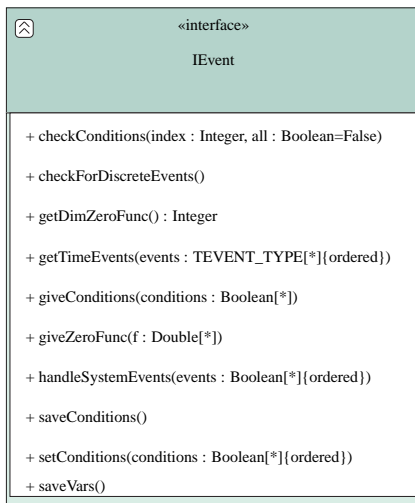 «interface»
IEvent
+ checkConditions(index : Integer, all : Boolean=False)
+ checkForDiscreteEvents()
+ getDimZeroFunc() : Integer
+ getTimeEvents(events : TEVENT_TYPE[*]{ordered})
+ giveConditions(conditions : Boolean[*])
+ giveZeroFunc(f : Double[*])
+ handleSystemEvents(events : Boolean[*]{ordered})
+ saveConditions()
+ setConditions(conditions : Boolean[*]{ordered})
+ saveVars()